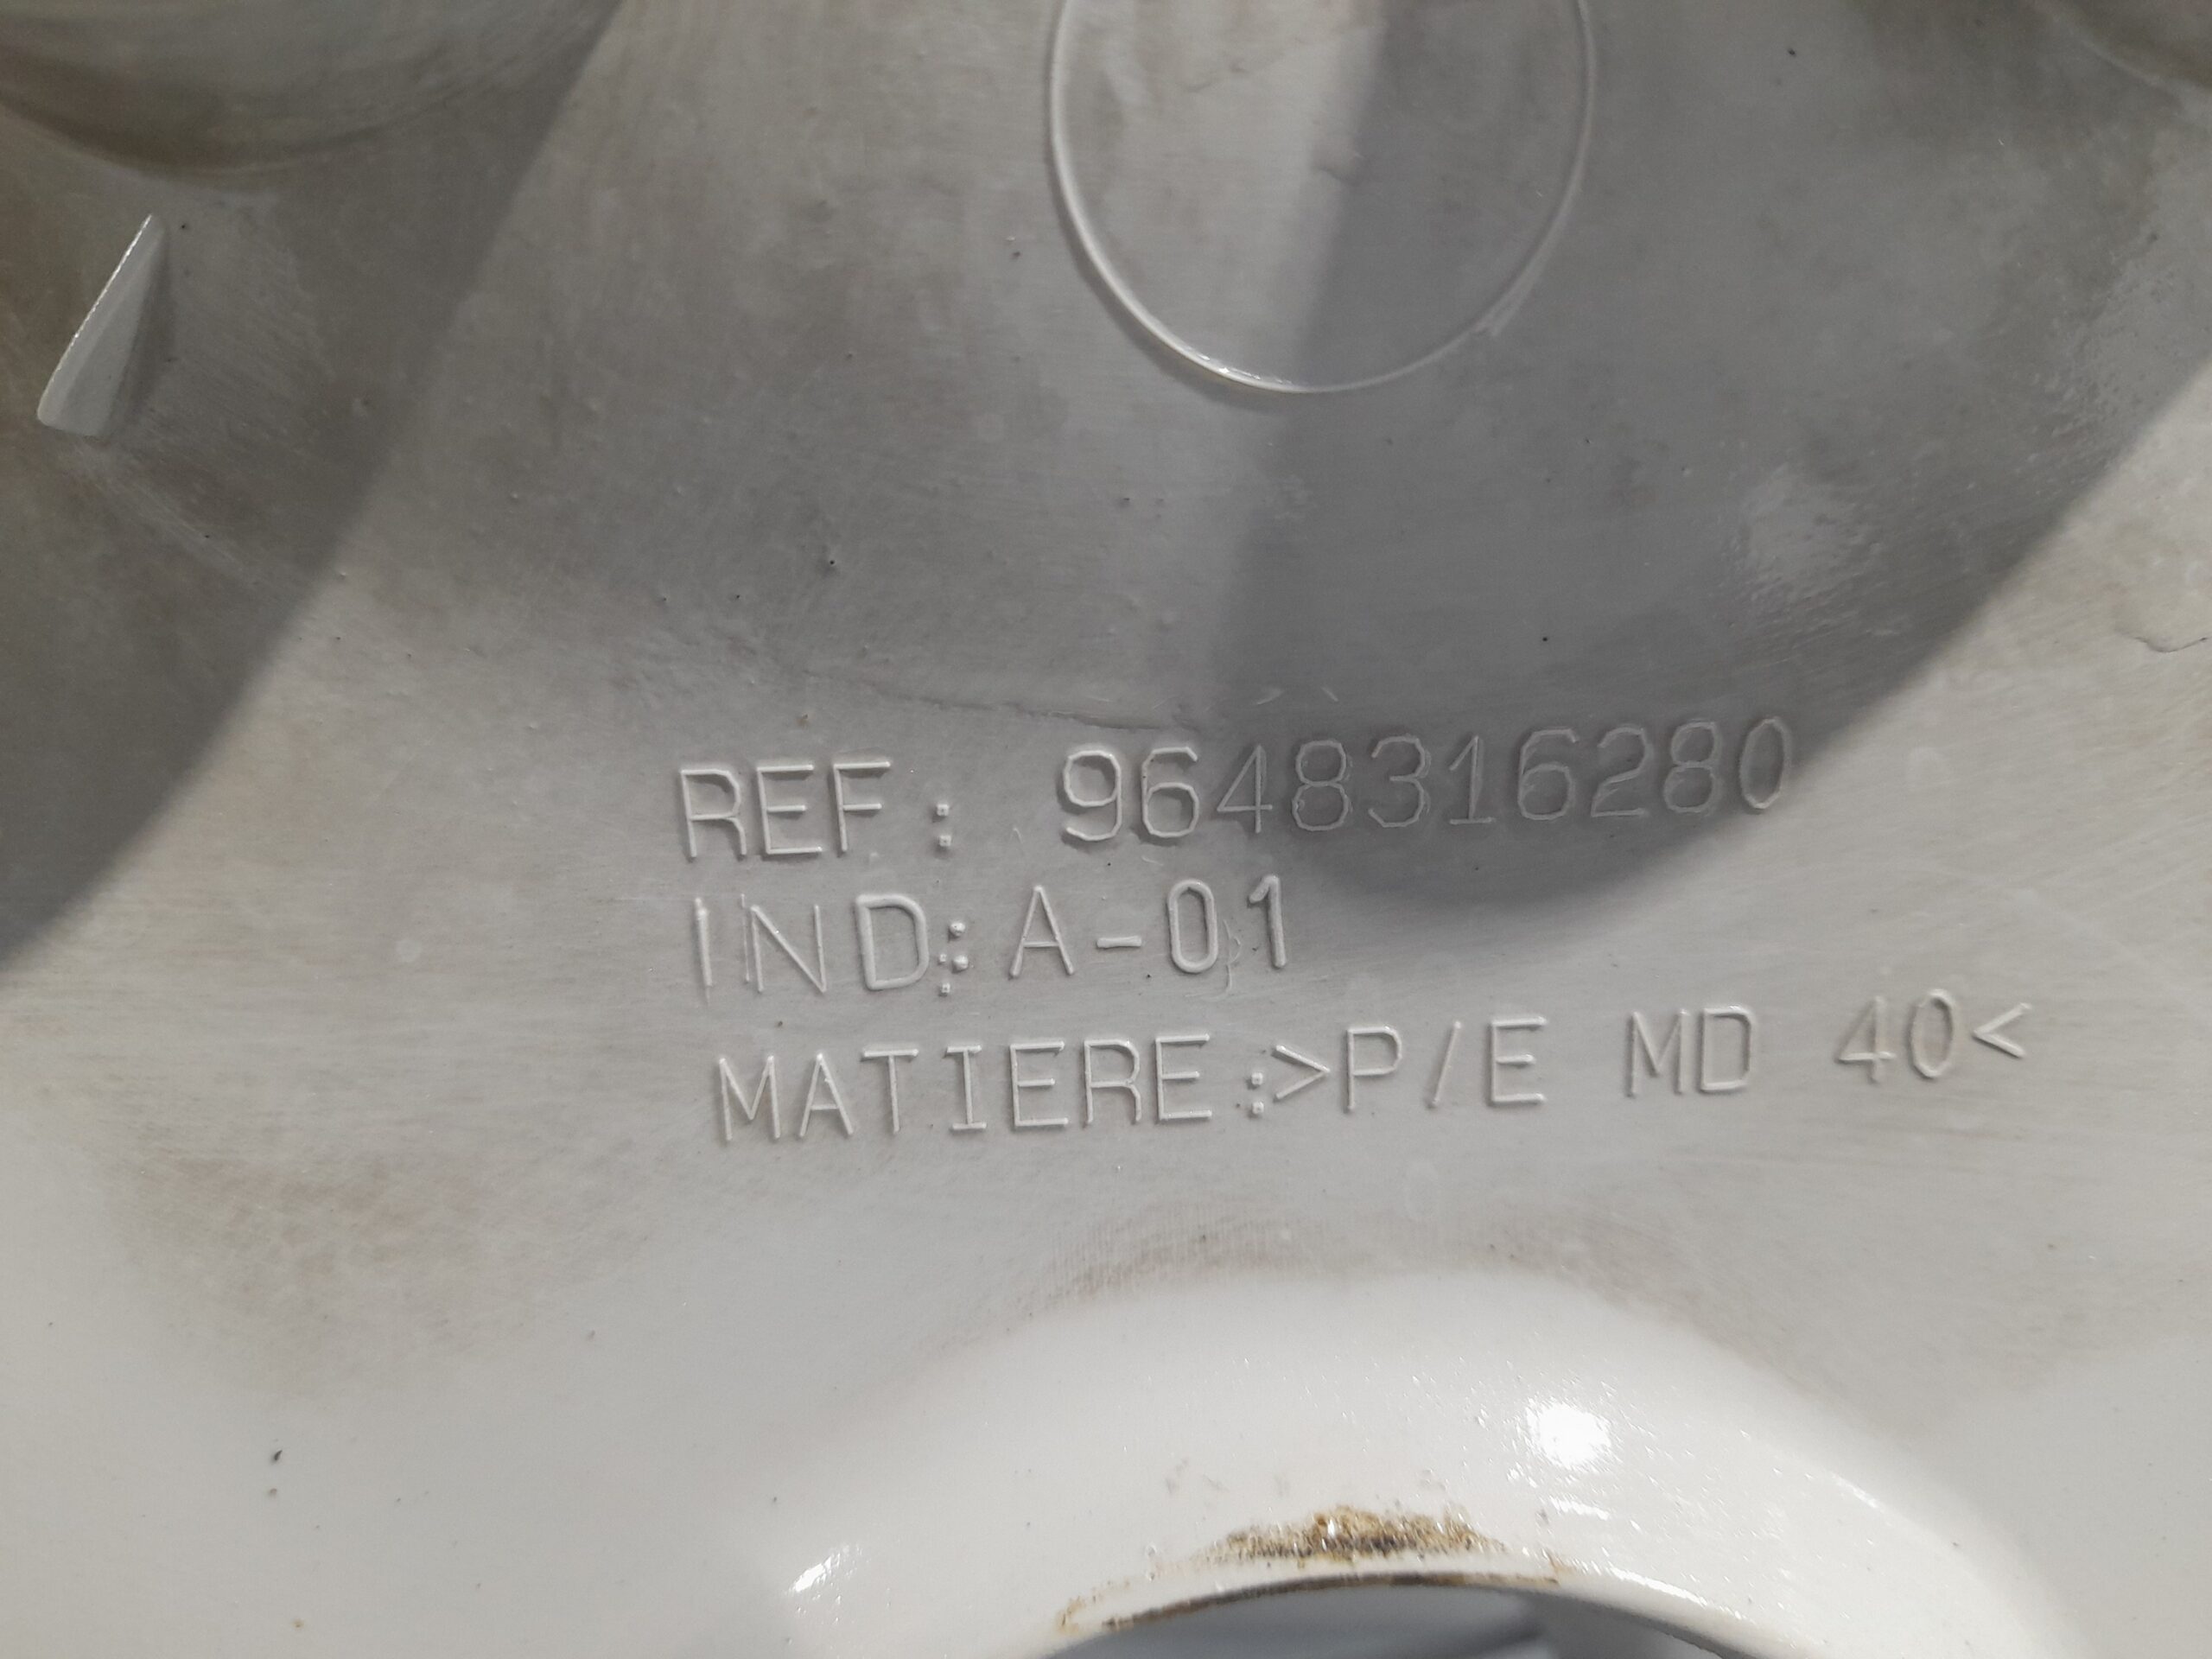 REF: 9648316280
IND: A-01
MATIERE:>P/E MD 40<